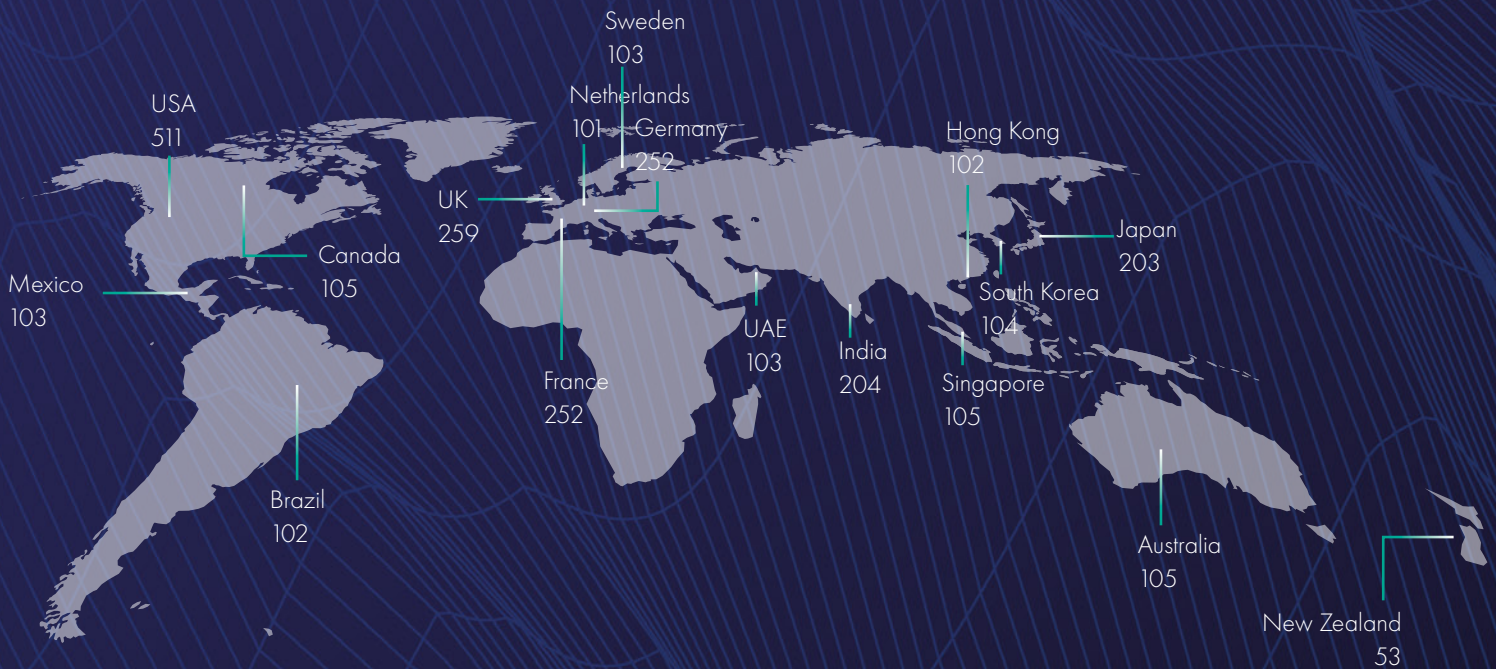 Sweden
103
Netherlands
101
Germany
252
USA
511
Hong Kong
102
UK
259
Canada
105
Japan
203
Mexico
103
South Korea
104
UAE
103
India
204
France
252
Singapore
105
Brazil
102
Australia
105
New Zealand
53